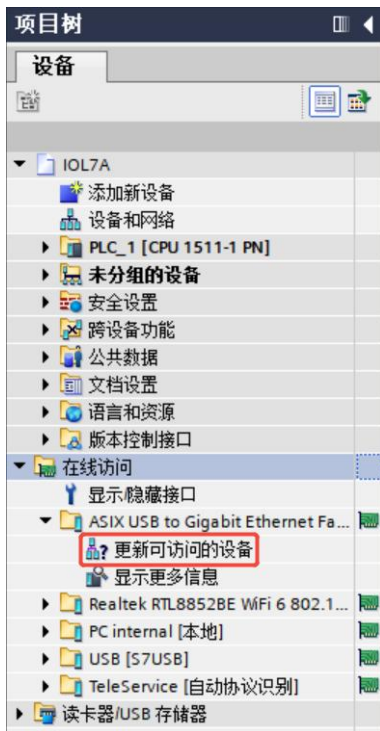 项目树
设备
IOL7A
添加新设备
设备和网络
PLC_1 [CPU 1511-1 PN]
未分组的设备
安全设置
跨设备功能
公共数据
文档设置
语言和资源
版本控制接口
在线访问
显示/隐藏接口
ASIX USB to Gigabit Ethernet Fa...
更新可访问的设备
显示更多信息
Realtek RTL8852BE WiFi 6 802.1...
PC internal [本地]
USB [S7USB]
TeleService [自动协议识别]
读卡器/USB 存储器